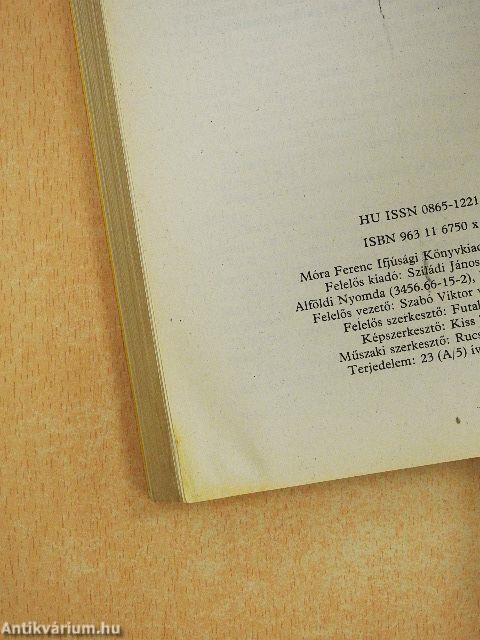 HU ISSN 0865-1221
ISBN 963 11 6750 x
Móra Ferenc Ifjúsági Könyvkiad
Felelős kiadó: Sziládi János
Alföldi Nyomda (3456.66-15-2),
Felelős vezető: Szabó Viktor v
Felelős szerkesztő: Futal
Képszerkesztő: Kiss
Műszaki szerkesztő: Rucs
Terjedelem: 23 (A/5) ív
Antikvárium.hu